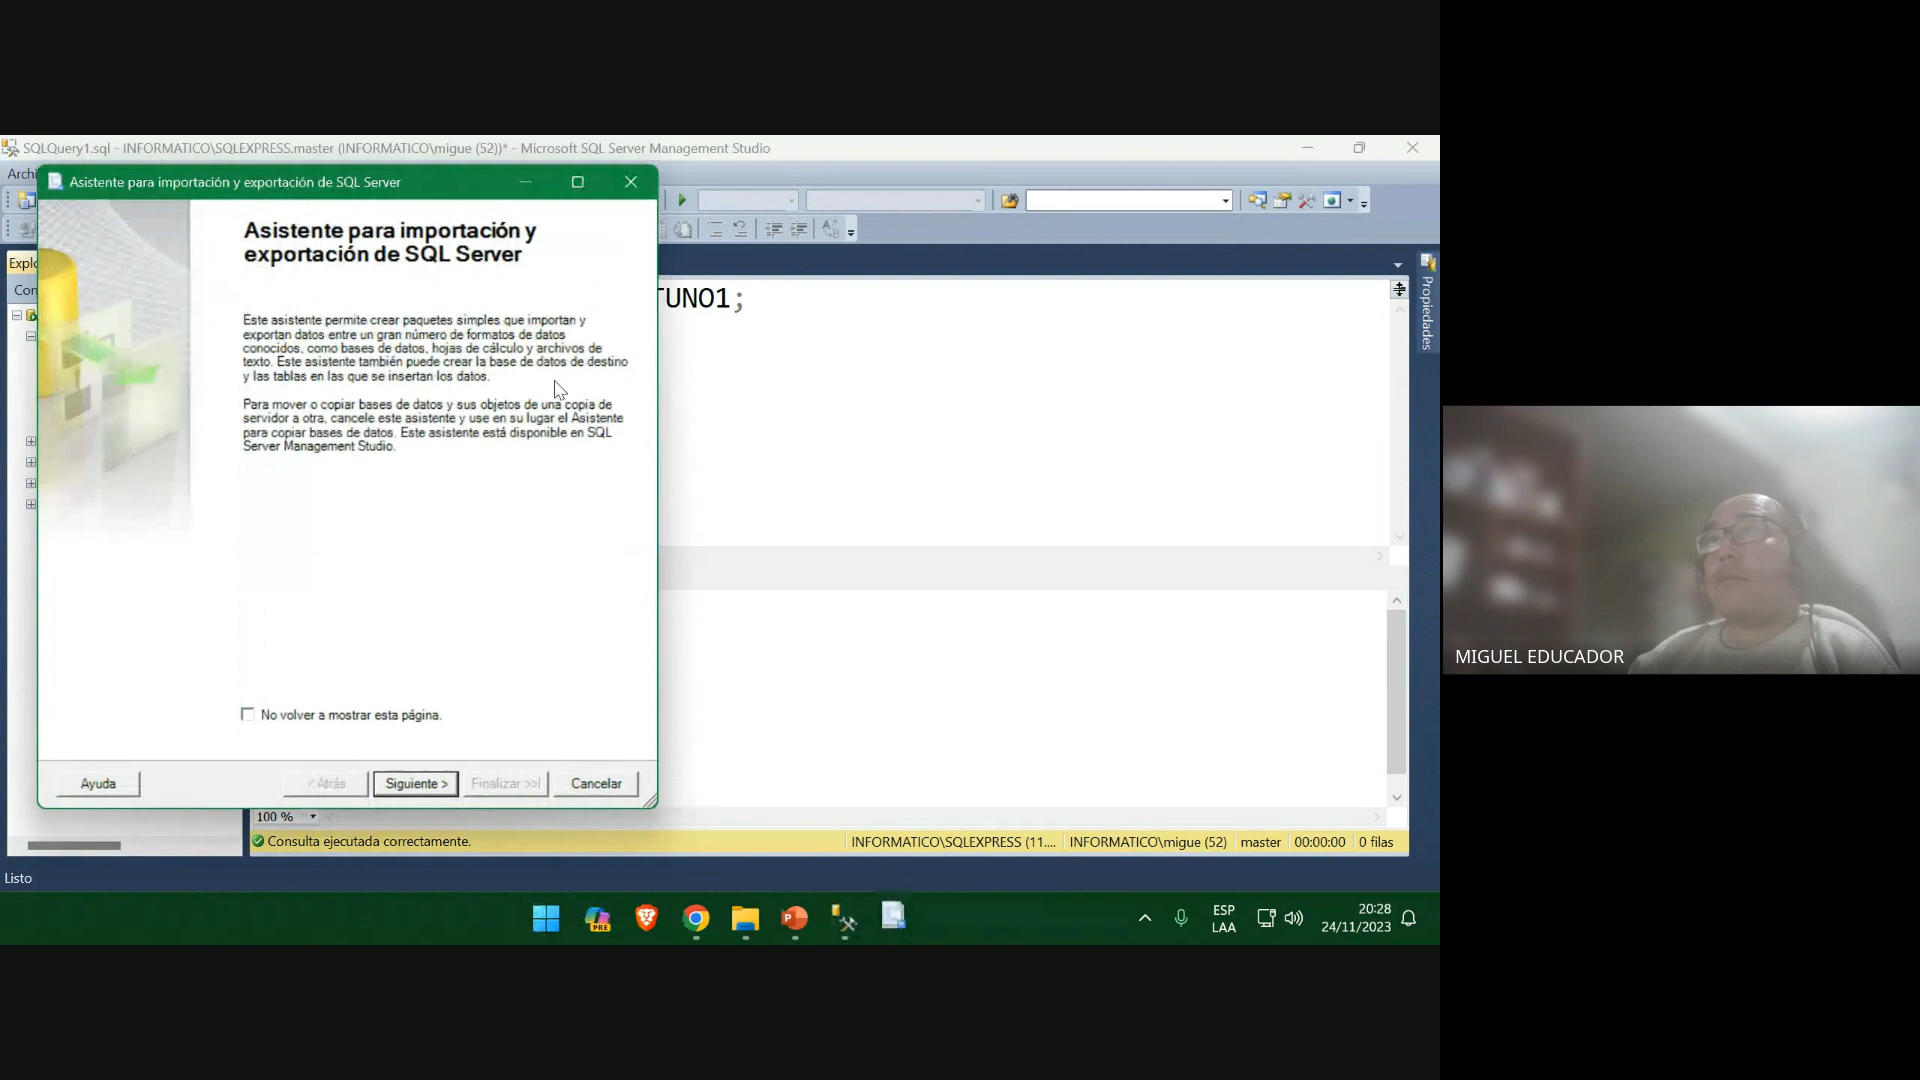 SQLQuery1.sql - INFORMATICO\SQLEXPRESS.master (INFORMATICO\migue (52))* - Microsoft SQL Server Management Studio
Archi
Asistente para importación y exportación de SQL Server
Asistente para importación y
exportación de SQL Server
Este asistente permite crear paquetes simples que importan y
exportan datos entre un gran número de formatos de datos
conocidos, como bases de datos, hojas de cálculo y archivos de
texto. Este asistente también puede crear la base de datos de destino
y las tablas en las que se insertan los datos.
Para mover o copiar bases de datos y sus objetos de una copia de
servidor a otra, cancele este asistente y use en su lugar el Asistente
para copiar bases de datos. Este asistente está disponible en SQL
Server Management Studio.
No volver a mostrar esta página.
Ayuda
< Atrás
Siguiente >
Finalizar >>|
Cancelar
Explo
Con
TUNO1;
Propiedades
100 %
Consulta ejecutada correctamente.
INFORMATICO\SQLEXPRESS (11....
INFORMATICO\migue (52)
master
00:00:00
0 filas
Listo
PRE
ESP
LAA
20:28
24/11/2023
MIGUEL EDUCADOR